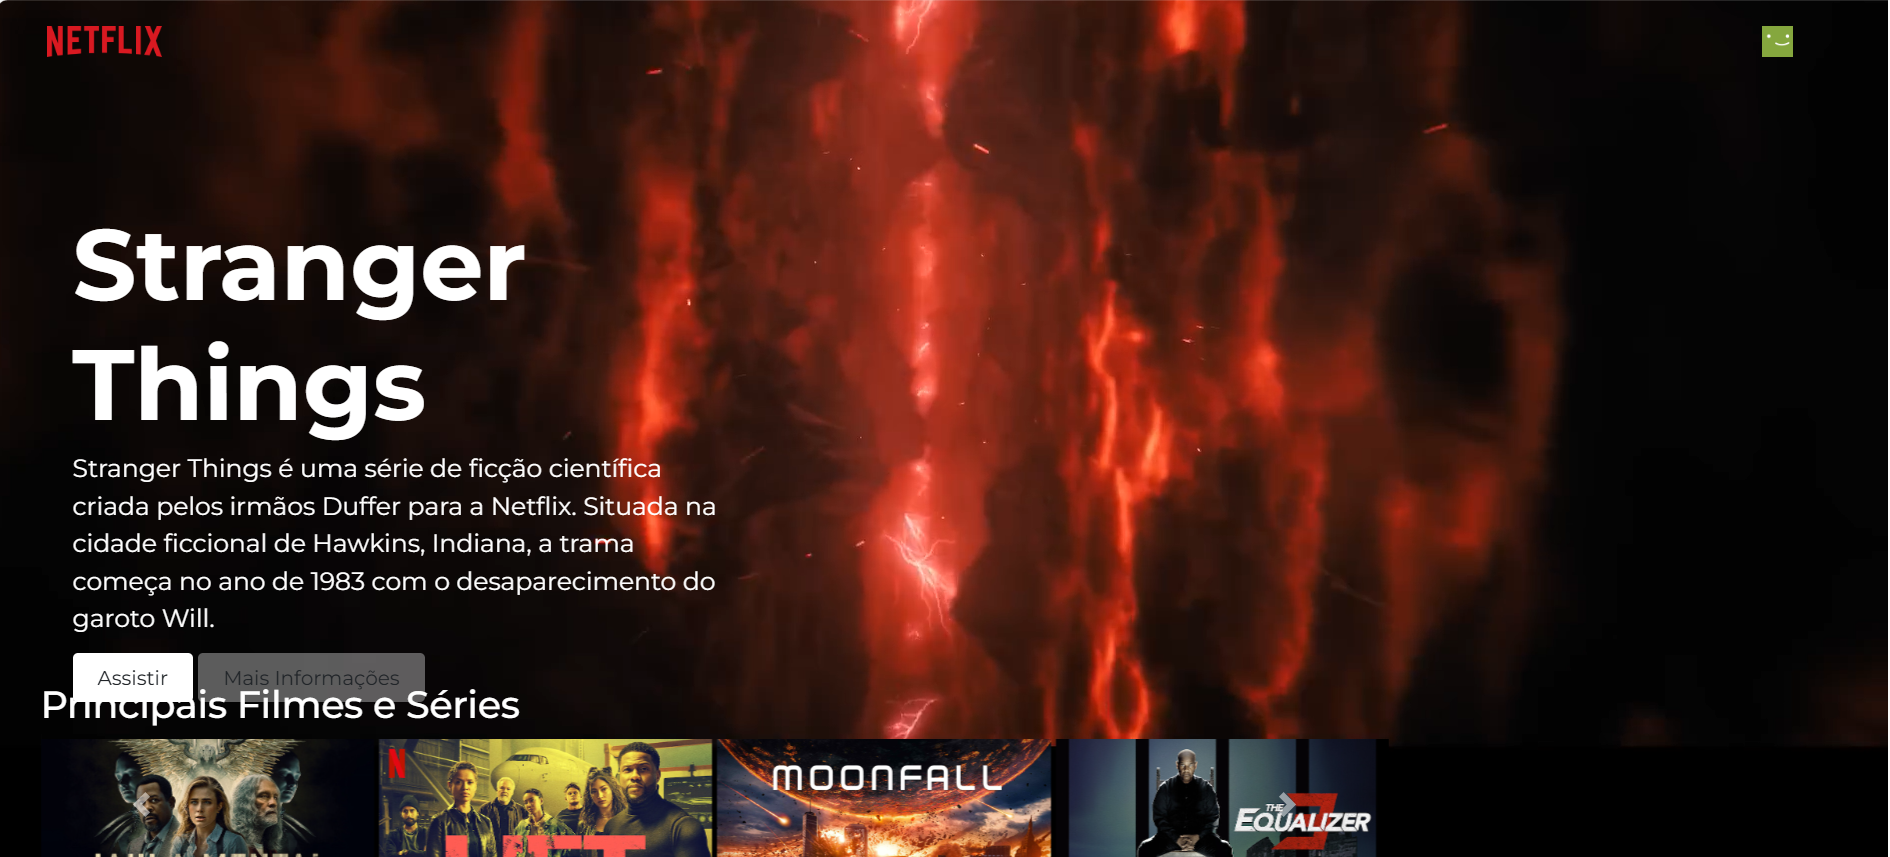 NETFLIX
Stranger
Things
Stranger Things é uma série de ficção científica
criada pelos irmãos Duffer para a Netflix. Situada na
cidade ficcional de Hawkins, Indiana, a trama
começa no ano de 1983 com o desaparecimento do
garoto Will.
Assistir
Mais Informações
Principais Filmes e Séries
N
MOONFALL
THE
EQUALIZER
3